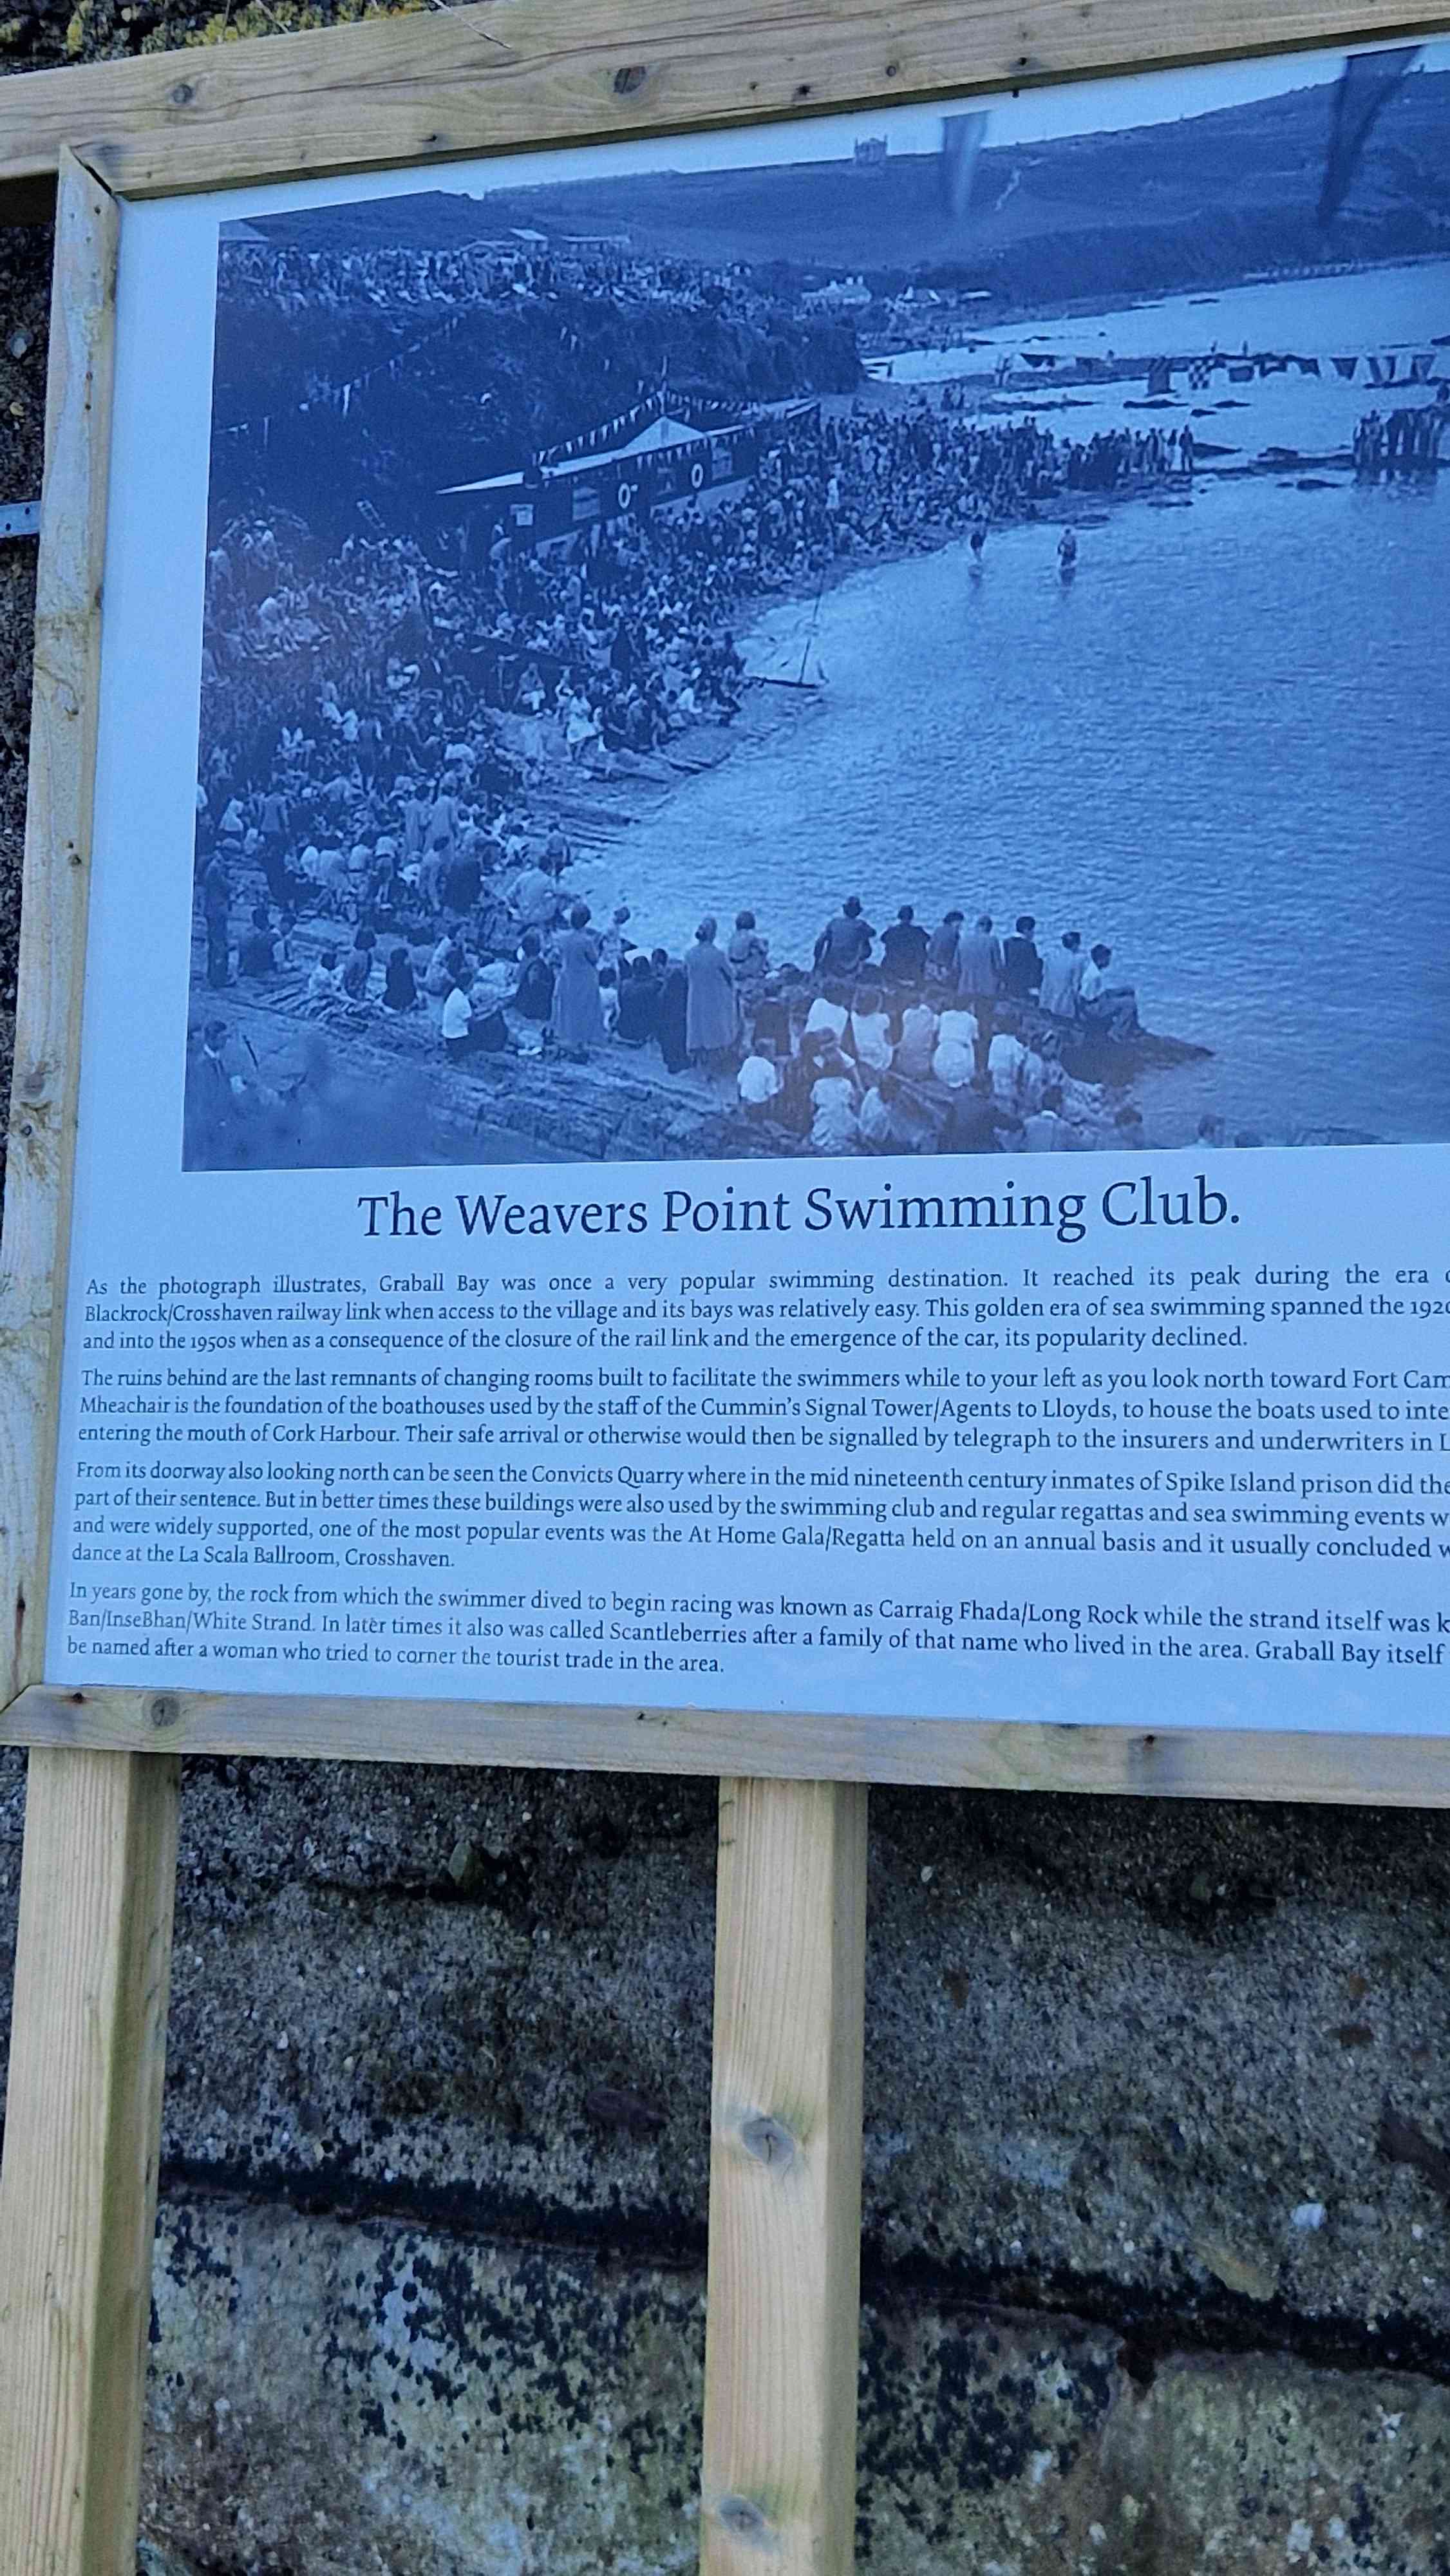 The Weavers Point Swimming Club.
As the photograph illustrates, Graball Bay was once a very popular swimming destination. It reached its peak during the era
Blackrock/Crosshaven railway link when access to the village and its bays was relatively easy. This golden era of sea swimming spanned the 192
and into the 1950s when as a consequence of the closure of the rail link and the emergence of the car, its popularity declined.
The ruins behind are the last remnants of changing rooms built to facilitate the swimmers while to your left as you look north toward Fort Cam
Mheachair is the foundation of the boathouses used by the staff of the Cummin's Signal Tower/Agents to Lloyds, to house the boats used to inte
entering the mouth of Cork Harbour. Their safe arrival or otherwise would then be signalled by telegraph to the insurers and underwriters in L
From its doorway also looking north can be seen the Convicts Quarry where in the mid nineteenth century inmates of Spike Island prison did the
part of their sentence. But in better times these buildings were also used by the swimming club and regular regattas and sea swimming events w
and were widely supported, one of the most popular events was the At Home Gala/Regatta held on an annual basis and it usually concluded w
dance at the La Scala Ballroom, Crosshaven.
In years gone by, the rock from which the swimmer dived to begin racing was known as Carraig Fhada/Long Rock while the strand itself was k
Ban/InseBhan/White Strand. In later times it also was called Scantleberries after a family of that name who lived in the area. Graball Bay itself
be named after a woman who tried to corner the tourist trade in the area.